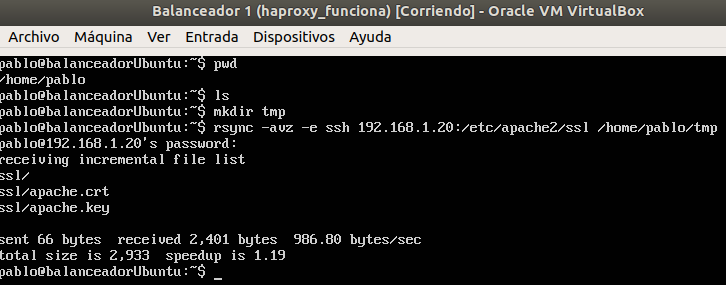 Balanceador 1 (haproxy_funciona) [Corriendo] - Oracle VM VirtualBox
Archivo Máquina Ver Entrada Dispositivos Ayuda
pablo@balanceadorUbuntu:~$ pwd
/home/pablo
pablo@balanceadorUbuntu:~$ ls
pablo@balanceadorUbuntu:~$ mkdir tmp
pablo@balanceadorUbuntu:~$ rsync -avz -e ssh 192.168.1.20:/etc/apache2/ssl /home/pablo/tmp
pablo@192.168.1.20's password:
receiving incremental file list
ssl/
ssl/apache.crt
ssl/apache.key
sent 66 bytes  received 2,401 bytes  986.80 bytes/sec
total size is 2,933  speedup is 1.19
pablo@balanceadorUbuntu:~$ _